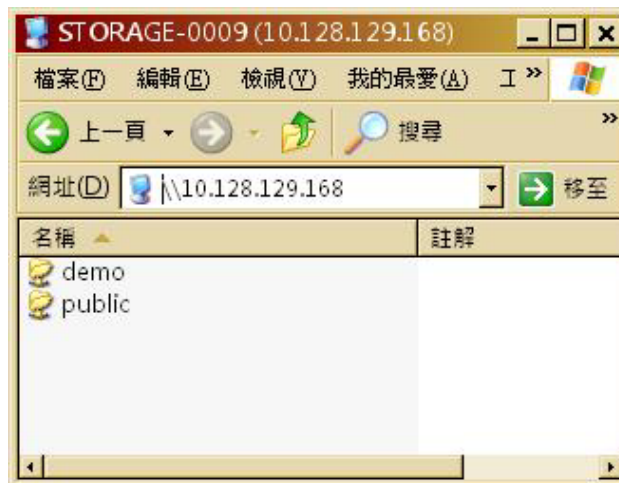 STORAGE-0009 (10.128.129.168)
檔案(F) 編輯(E) 檢視(V) 我的最愛(A) 工 »
上一頁 搜尋 »
網址(D) \\10.128.129.168 移至
名稱 註解
demo
public